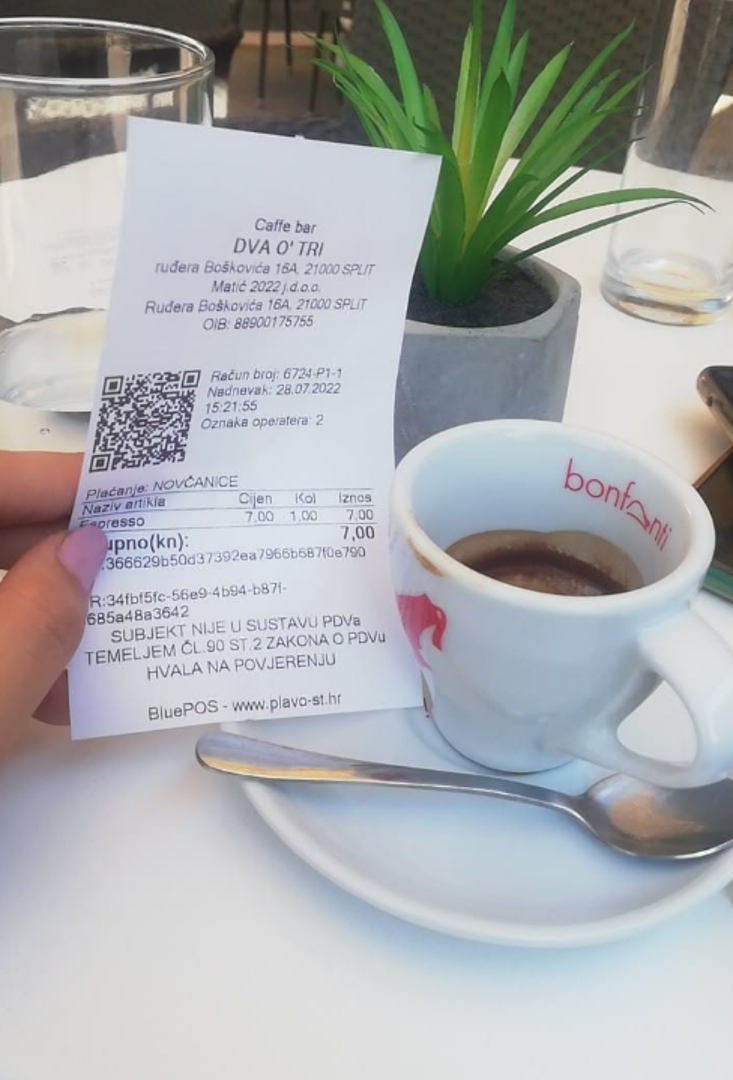 Caffe bar
DVA O' TRI
ruđera Boškovića 16A, 21000 SPLIT
Matić 2022 j.d.o.o.
Ruđera Boškovića 16A, 21000 SPLIT
OIB: 88900175755
Račun broj: 6724-P1-1
Nadnevak: 28.07.2022
15:21:55
Oznaka operatera: 2
Plaćanje: NOVČANICE
Naziv artikla Cijen Kol Iznos
Espresso 7,00 1,00 7,00
upno(kn): 7,00
:366629b50d37392ea7966b687f0e790
R:34fbf5fc-56e9-4b94-b87f-
685a48a3642
SUBJEKT NIJE U SUSTAVU PDVa
TEMELJEM ČL.90 ST.2 ZAKONA O PDVu
HVALA NA POVJERENJU
BluePOS - www.plavo-st.hr
bonfanti